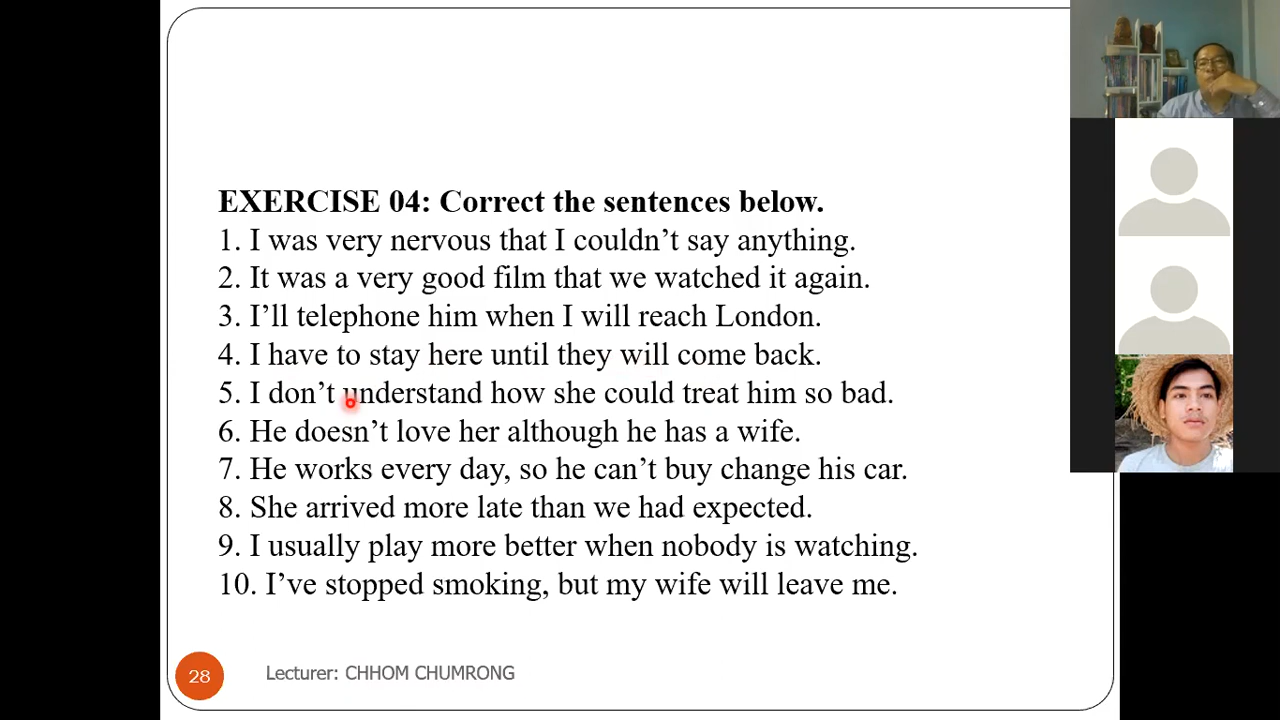 EXERCISE 04: Correct the sentences below.
1. I was very nervous that I couldn’t say anything.
2. It was a very good film that we watched it again.
3. I’ll telephone him when I will reach London.
4. I have to stay here until they will come back.
5. I don’t understand how she could treat him so bad.
6. He doesn’t love her although he has a wife.
7. He works every day, so he can’t buy change his car.
8. She arrived more late than we had expected.
9. I usually play more better when nobody is watching.
10. I’ve stopped smoking, but my wife will leave me.
28
Lecturer: CHHOM CHUMRONG